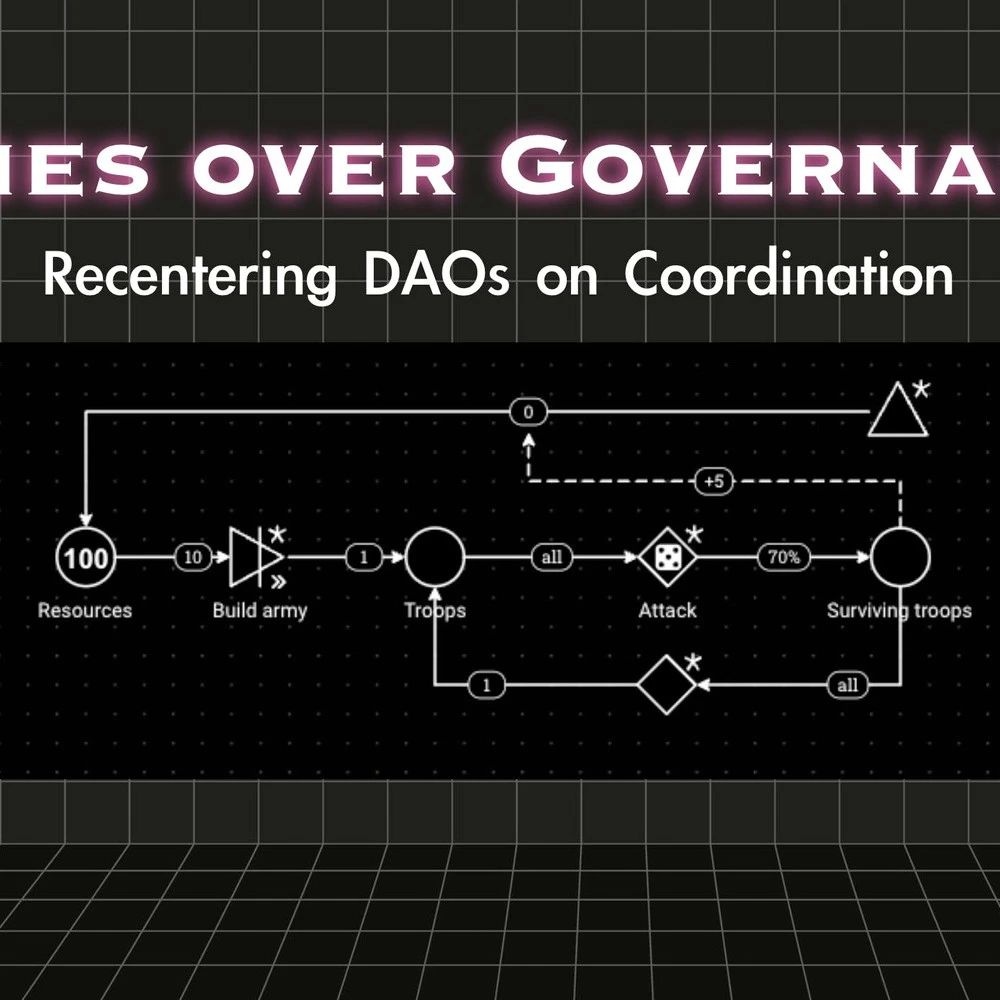 IES OVER GOVERNA
Recentering DAOs on Coordination
0
+5
100
10
1
all
70%
Resources
Build army
Troops
Attack
Surviving troops
1
all